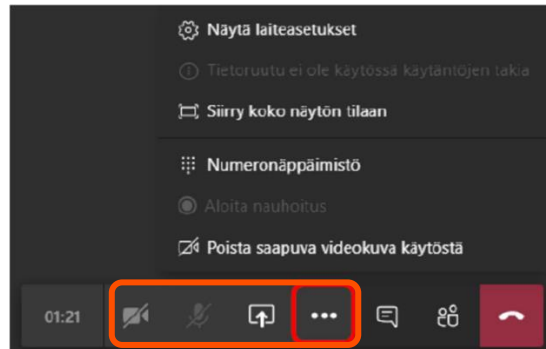 Näytä laiteasetukset
Tietoruutu ei ole käytössä käytäntöjen takia
Siirry koko näytön tilaan
Numeronäppäimistö
Aloita nauhoitus
Poista saapuva videokuva käytöstä
01:21